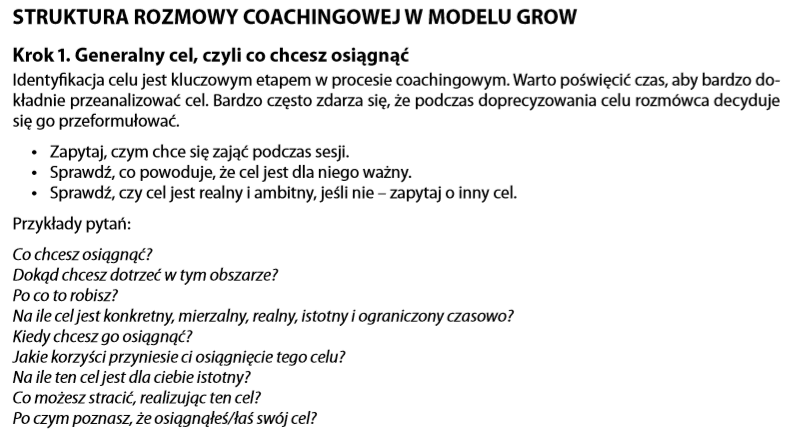 STRUKTURA ROZMOWY COACHINGOWEJ W MODELU GROW
Krok 1. Generalny cel, czyli co chcesz osiągnąć
Identyfikacja celu jest kluczowym etapem w procesie coachingowym. Warto poświęcić czas, aby bardzo do-
kładnie przeanalizować cel. Bardzo często zdarza się, że podczas doprecyzowania celu rozmówca decyduje
się go przeformułować.
• Zapytaj, czym chce się zająć podczas sesji.
• Sprawdź, co powoduje, że cel jest dla niego ważny.
• Sprawdź, czy cel jest realny i ambitny, jeśli nie – zapytaj o inny cel.
Przykłady pytań:
Co chcesz osiągnąć?
Dokąd chcesz dotrzeć w tym obszarze?
Po co to robisz?
Na ile cel jest konkretny, mierzalny, realny, istotny i ograniczony czasowo?
Kiedy chcesz go osiągnąć?
Jakie korzyści przyniesie ci osiągnięcie tego celu?
Na ile ten cel jest dla ciebie istotny?
Co możesz stracić, realizując ten cel?
Po czym poznasz, że osiągnąłeś/łaś swój cel?